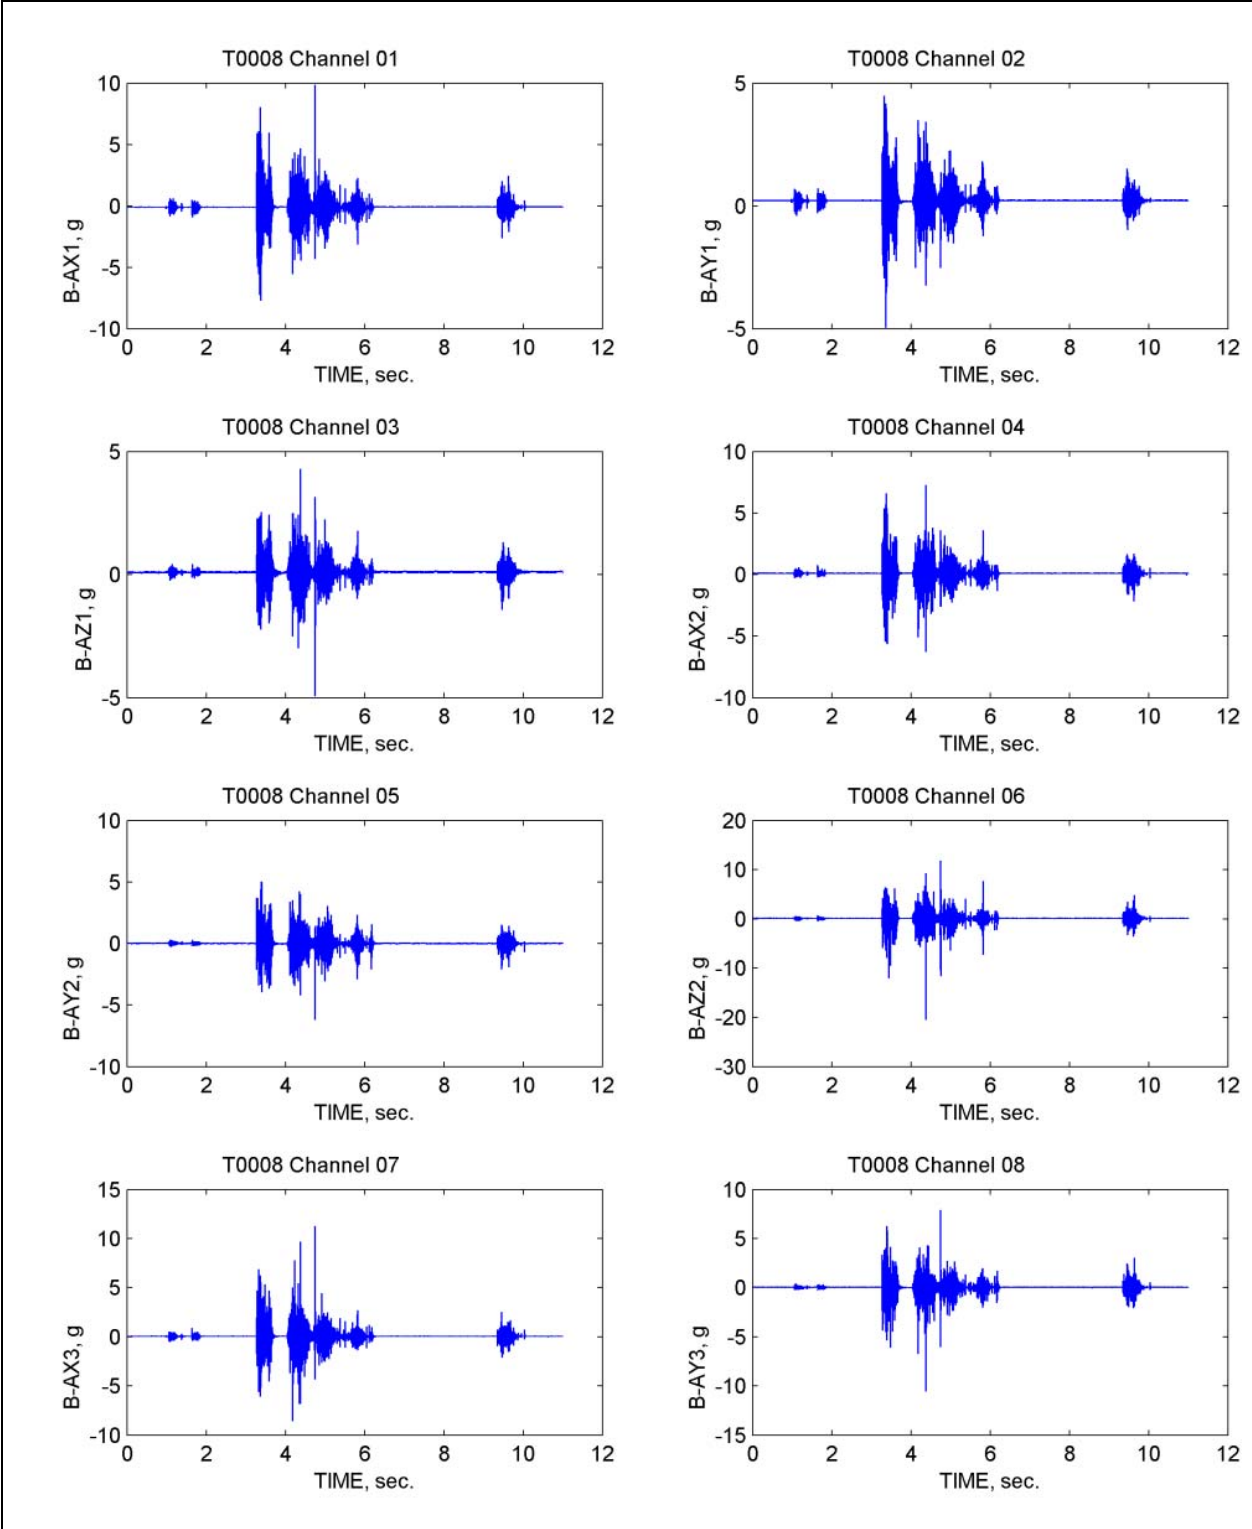 T0008 Channel 01
10
5
0
-5
-10
B-AX1, g
0 2 4 6 8 10 12
TIME, sec.
T0008 Channel 02
5
0
-5
B-AY1, g
0 2 4 6 8 10 12
TIME, sec.
T0008 Channel 03
5
0
-5
B-AZ1, g
0 2 4 6 8 10 12
TIME, sec.
T0008 Channel 04
10
5
0
-5
-10
B-AX2, g
0 2 4 6 8 10 12
TIME, sec.
T0008 Channel 05
10
5
0
-5
-10
B-AY2, g
0 2 4 6 8 10 12
TIME, sec.
T0008 Channel 06
20
10
0
-10
-20
-30
B-AZ2, g
0 2 4 6 8 10 12
TIME, sec.
T0008 Channel 07
15
10
5
0
-5
-10
B-AX3, g
0 2 4 6 8 10 12
TIME, sec.
T0008 Channel 08
10
5
0
-5
-10
-15
B-AY3, g
0 2 4 6 8 10 12
TIME, sec.